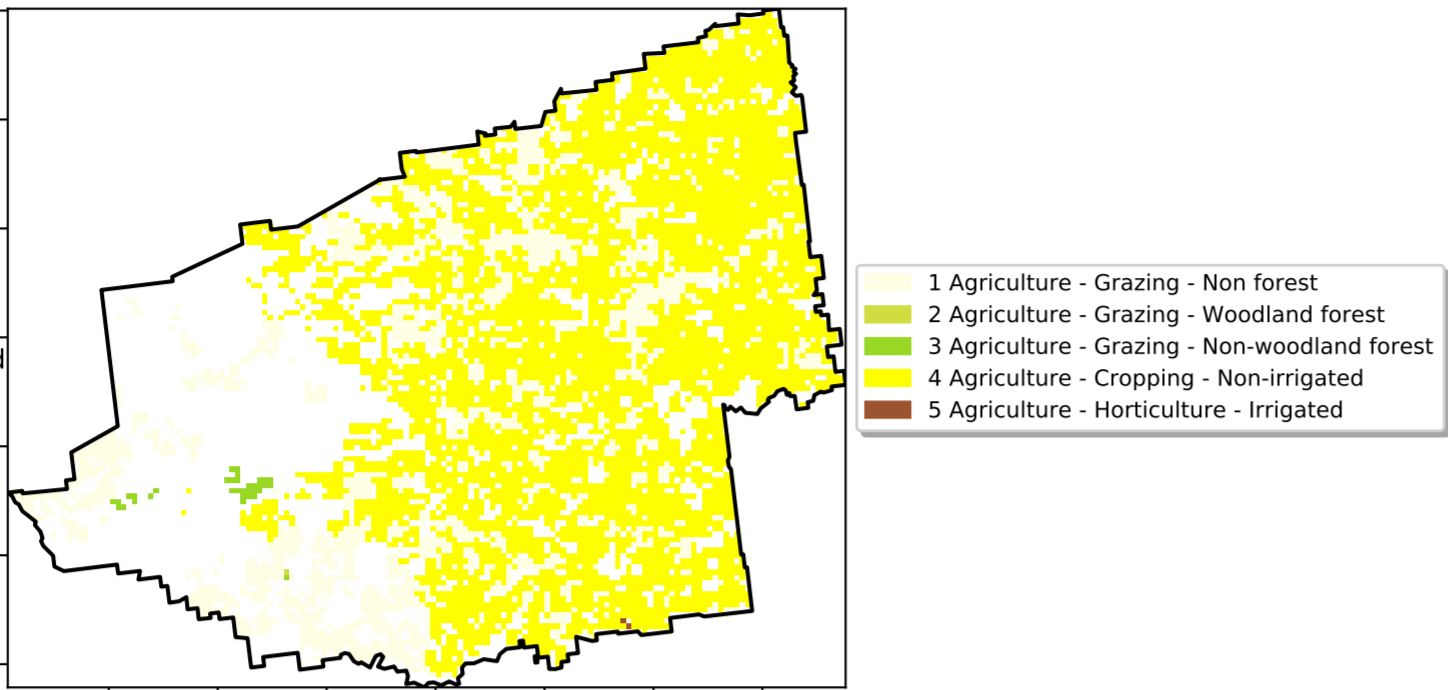 1 Agriculture - Grazing - Non forest
2 Agriculture - Grazing - Woodland forest
3 Agriculture - Grazing - Non-woodland forest
4 Agriculture - Cropping - Non-irrigated
5 Agriculture - Horticulture - Irrigated